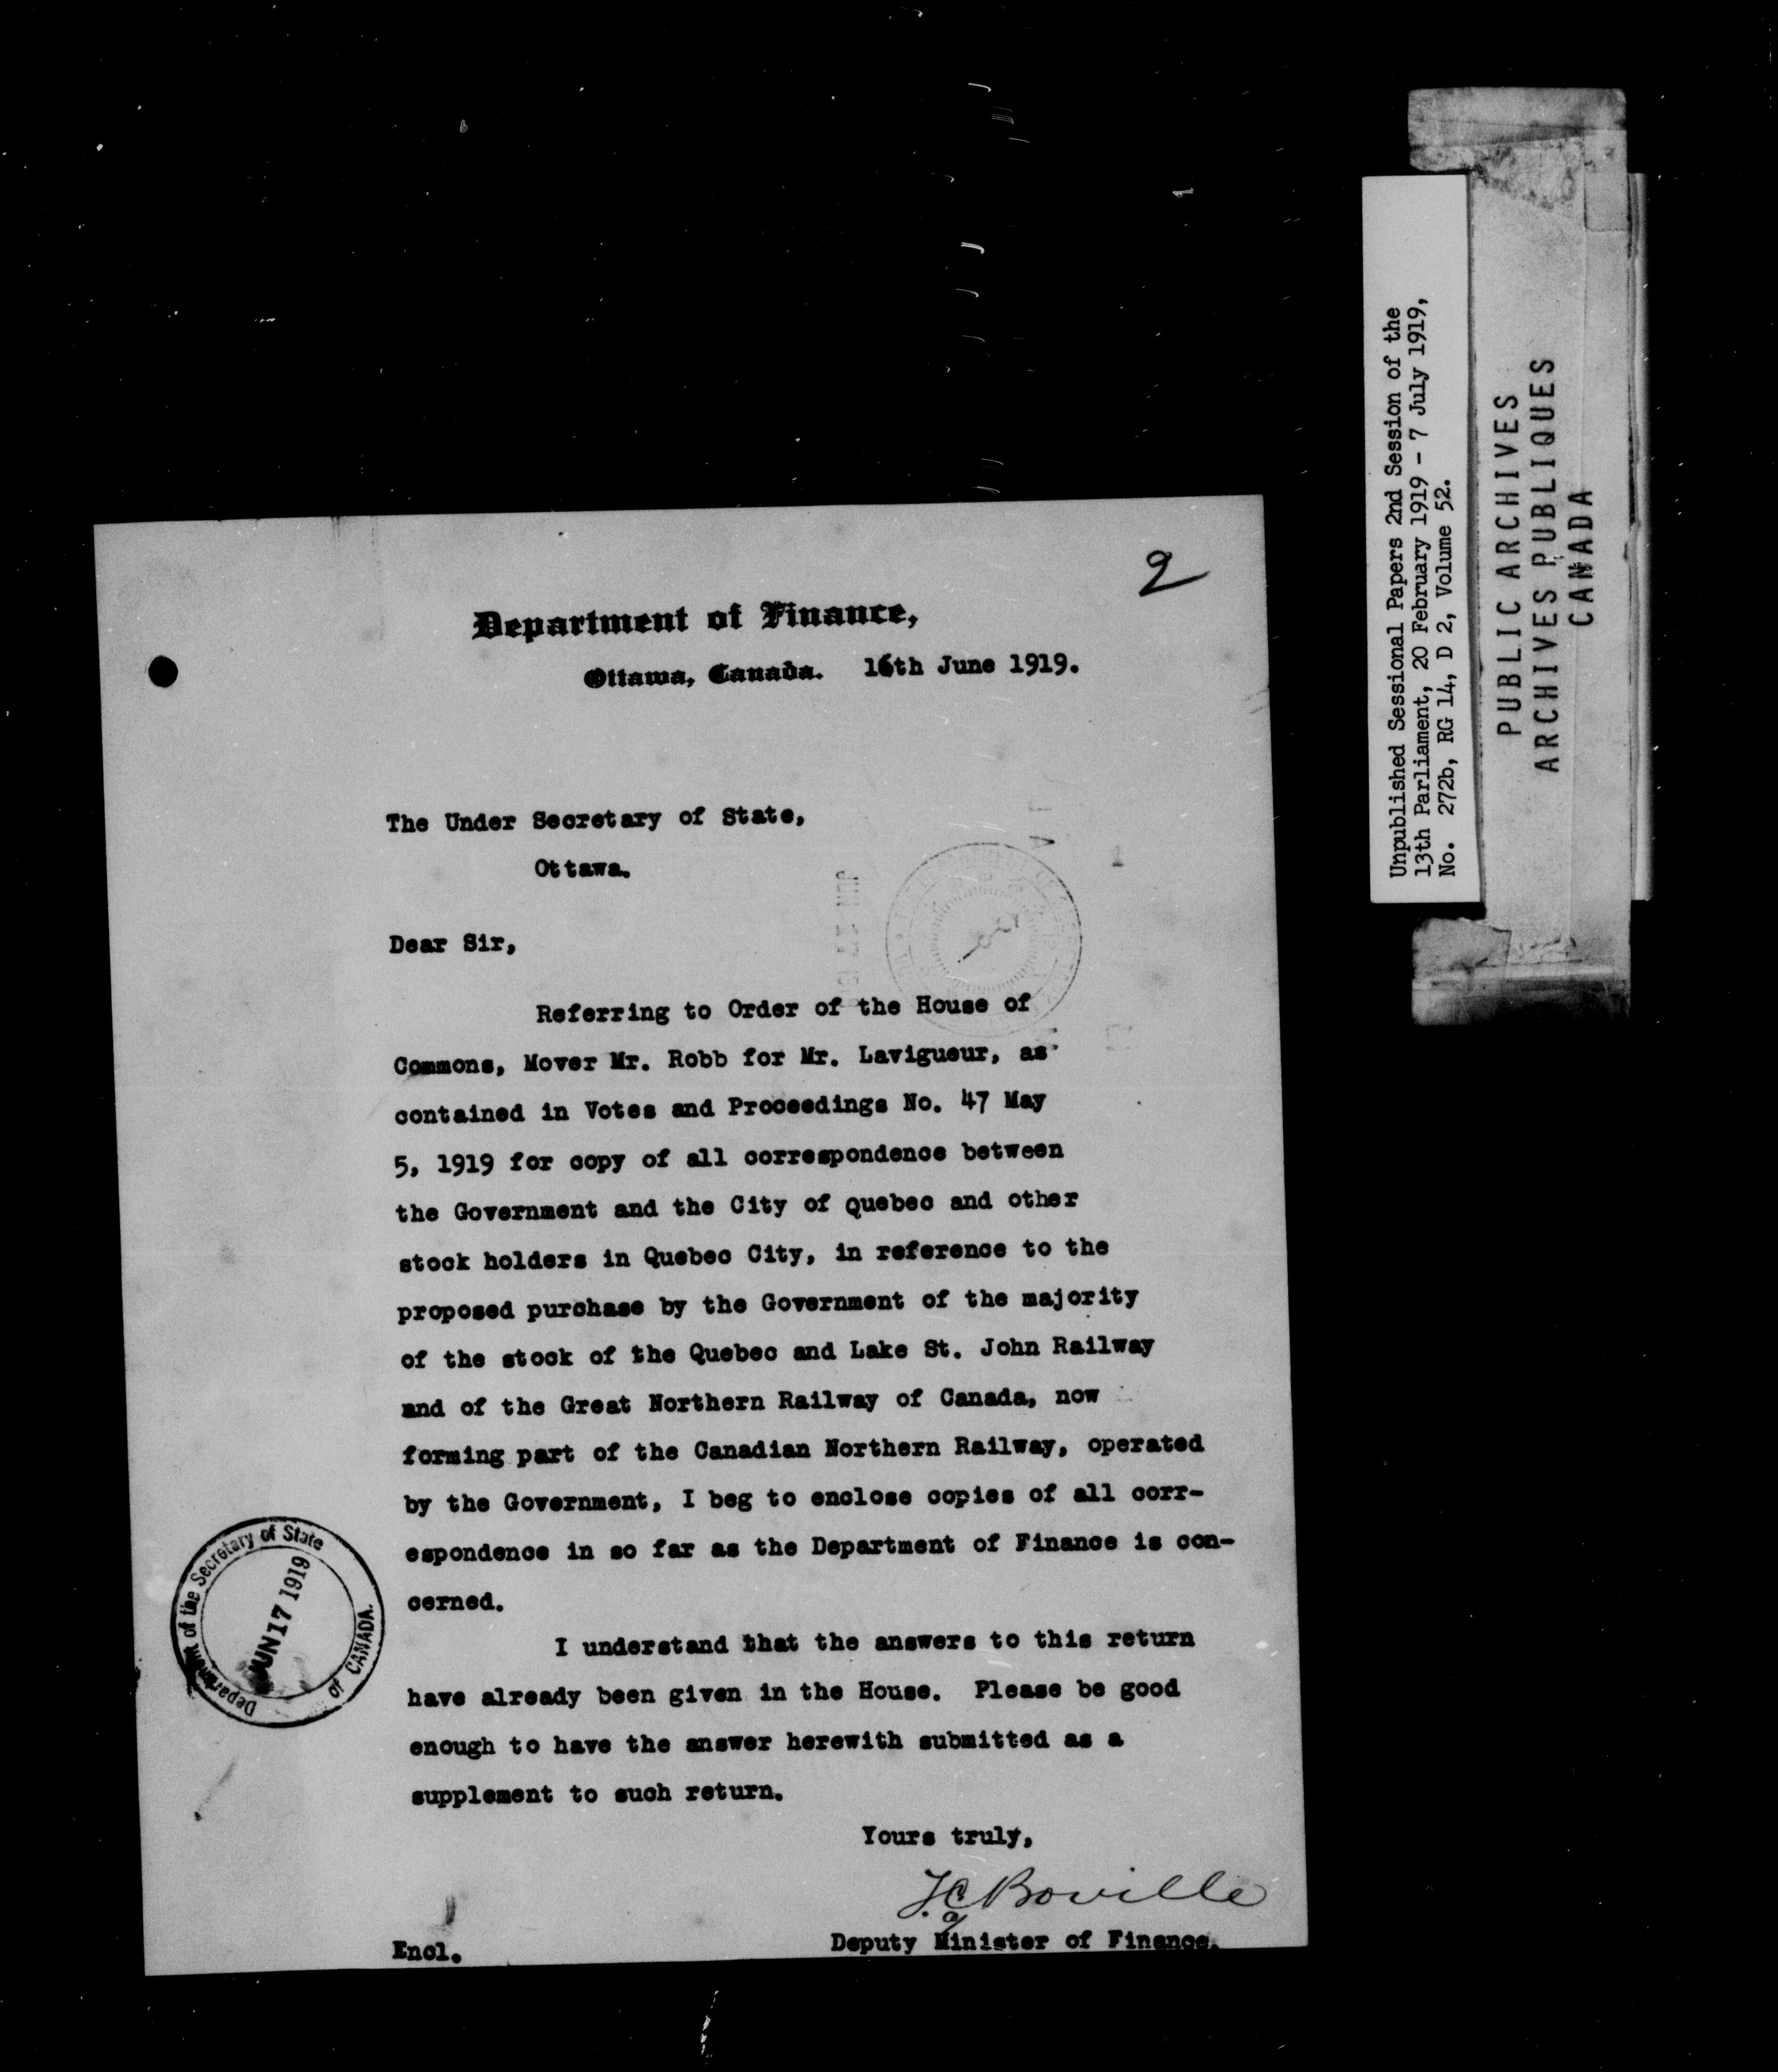 2
Department of Finance,
Ottawa, Canada. 16th June 1919.
The Under Secretary of State,
Ottawa.
Dear Sir,
Referring to Order of the House of
Commons, Mover Mr. Robb for Mr. Lavigueur, as
contained in Votes and Proceedings No. 47 May
5, 1919 for copy of all correspondence between
the Government and the City of Quebec and other
stock holders in Quebec City, in reference to the
proposed purchase by the Government of the majority
of the stock of the Quebec and Lake St. John Railway
and of the Great Northern Railway of Canada, now
forming part of the Canadian Northern Railway, operated
by the Government, I beg to enclose copies of all corr-
espondence in so far as the Department of Finance is con-
cerned.
I understand that the answers to this return
have already been given in the House. Please be good
enough to have the answer herewith submitted as a
supplement to such return.
Yours truly,
Boville
Deputy Minister of Finance.
Encl.
Department of the Secretary of State
of CANADA.
JUN 17 1919
Unpublished Sessional Papers 2nd Session of the
13th Parliament, 20 February 1919 - 7 July 1919,
No. 272b, RG 14, D 2, Volume 52.
PUBLIC ARCHIVES
ARCHIVES PUBLIQUES
CANADA